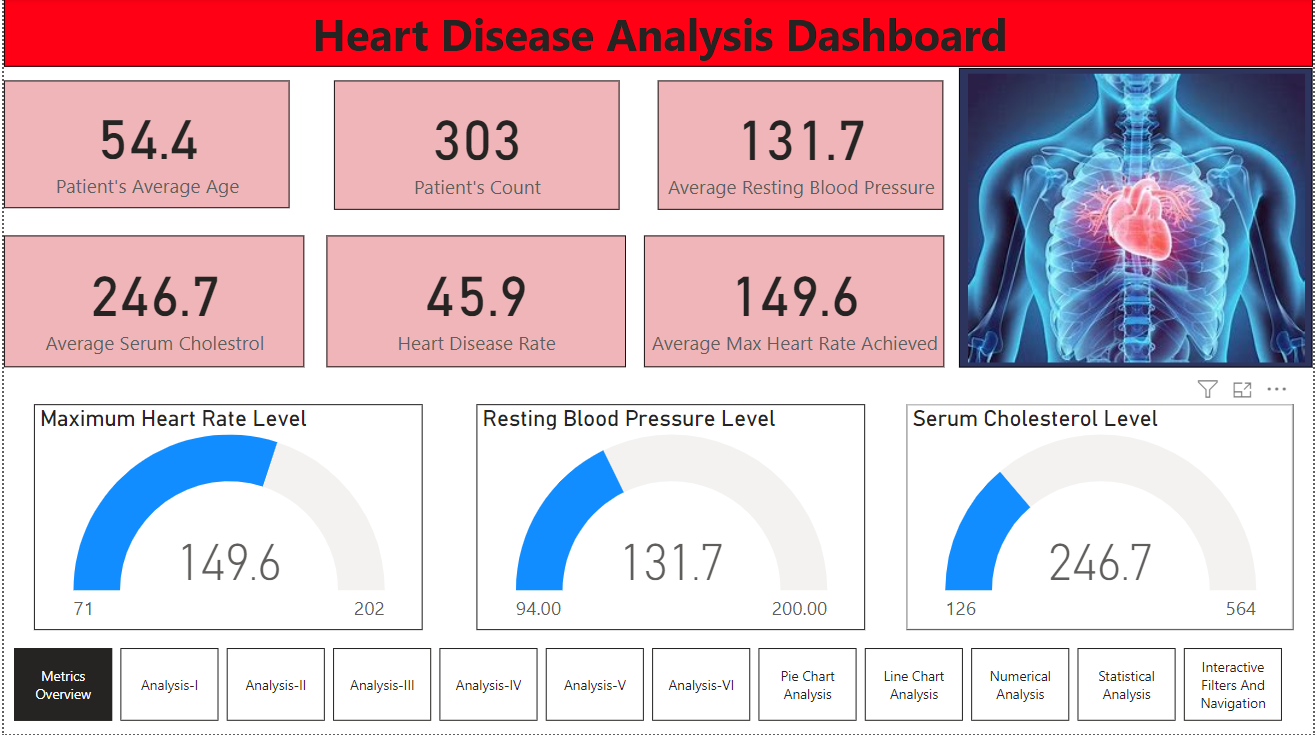 Heart Disease Analysis Dashboard
54.4
Patient's Average Age
303
Patient's Count
131.7
Average Resting Blood Pressure
246.7
Average Serum Cholestrol
45.9
Heart Disease Rate
149.6
Average Max Heart Rate Achieved
Maximum Heart Rate Level
149.6
71
202
Resting Blood Pressure Level
131.7
94.00
200.00
Serum Cholesterol Level
246.7
126
564
Metrics
Overview
Analysis-I
Analysis-II
Analysis-III
Analysis-IV
Analysis-V
Analysis-VI
Pie Chart
Analysis
Line Chart
Analysis
Numerical
Analysis
Statistical
Analysis
Interactive
Filters And
Navigation